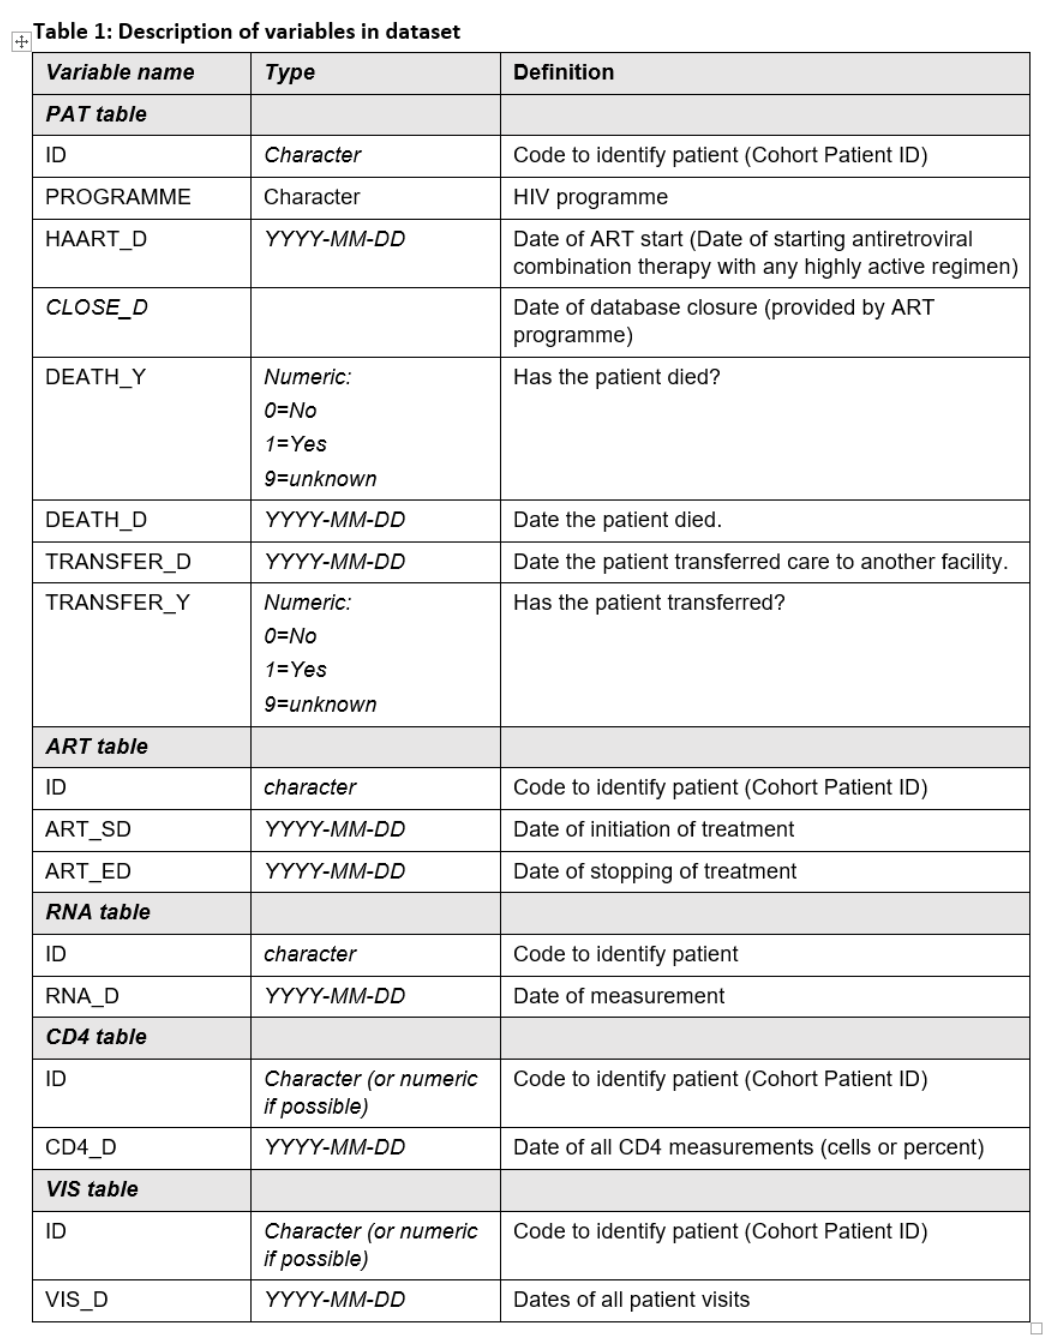 Table 1: Description of variables in dataset
Variable name Type Definition
PAT table
ID Character Code to identify patient (Cohort Patient ID)
PROGRAMME Character HIV programme
HAART_D YYYY-MM-DD Date of ART start (Date of starting antiretroviral
combination therapy with any highly active regimen)
CLOSE_D Date of database closure (provided by ART
programme)
DEATH_Y Numeric: Has the patient died?
0=No
1=Yes
9=unknown
DEATH_D YYYY-MM-DD Date the patient died.
TRANSFER_D YYYY-MM-DD Date the patient transferred care to another facility.
TRANSFER_Y Numeric: Has the patient transferred?
0=No
1=Yes
9=unknown
ART table
ID character Code to identify patient (Cohort Patient ID)
ART_SD YYYY-MM-DD Date of initiation of treatment
ART_ED YYYY-MM-DD Date of stopping of treatment
RNA table
ID character Code to identify patient
RNA_D YYYY-MM-DD Date of measurement
CD4 table
ID Character (or numeric Code to identify patient (Cohort Patient ID)
if possible)
CD4_D YYYY-MM-DD Date of all CD4 measurements (cells or percent)
VIS table
ID Character (or numeric Code to identify patient (Cohort Patient ID)
if possible)
VIS_D YYYY-MM-DD Dates of all patient visits